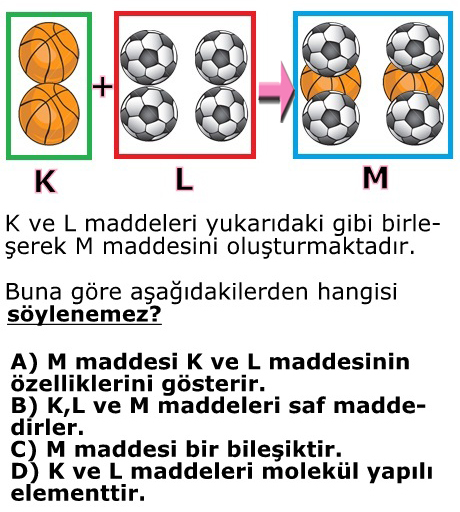 K
+
L
M
K ve L maddeleri yukarıdaki gibi birle-
şerek M maddesini oluşturmaktadır.
Buna göre aşağıdakilerden hangisi
söylenemez?
A) M maddesi K ve L maddesinin
özelliklerini gösterir.
B) K,L ve M maddeleri saf madde-
dirler.
C) M maddesi bir bileşiktir.
D) K ve L maddeleri molekül yapılı
elementtir.